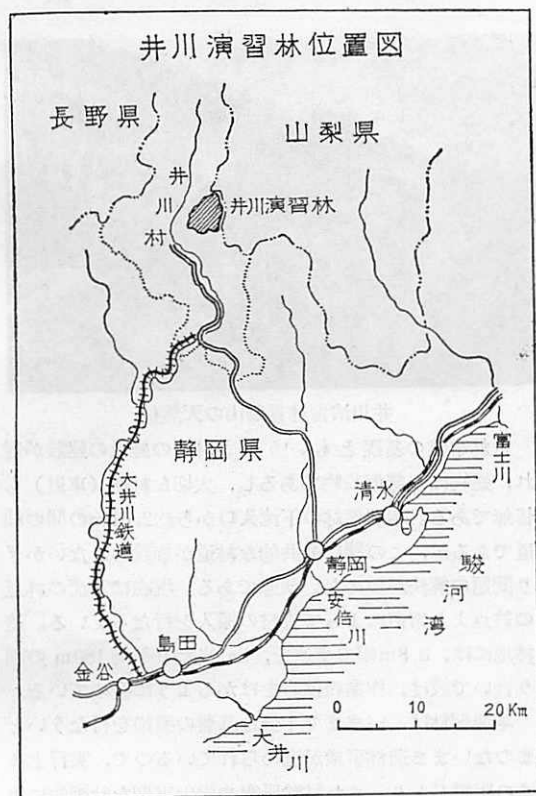 井川演習林位置図
長野県
山梨県
井川村
井川演習林
静岡県
大井川鉄道
富士川
清水
静岡
駿河湾
安倍川
島田
金谷
大井川
0 10 20 Km